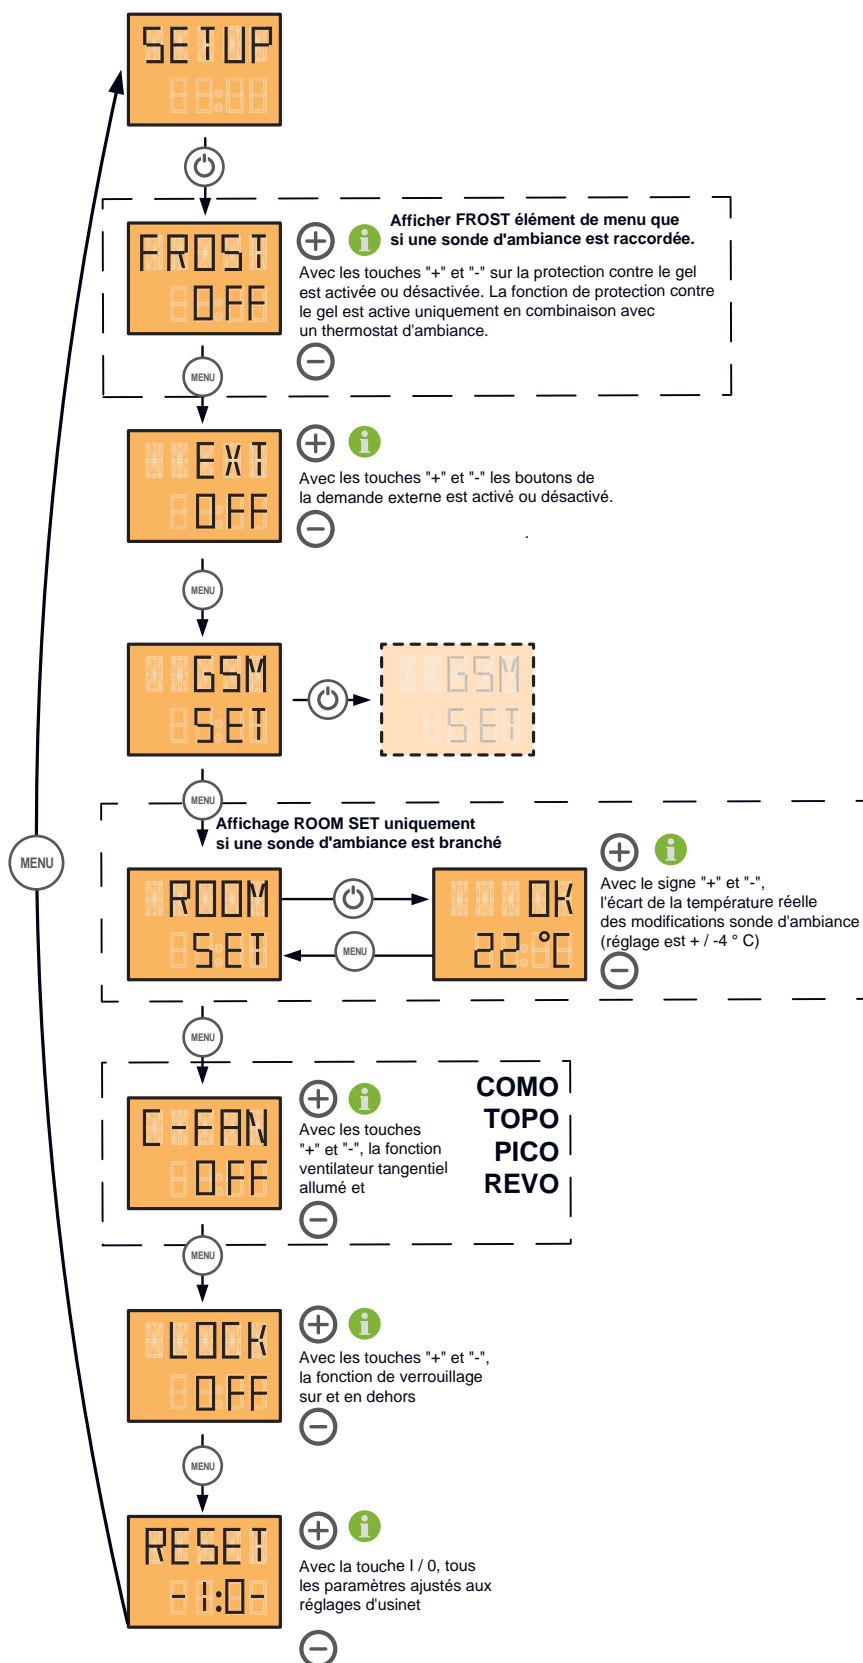 SETUP
FROST
OFF
Afficher FROST élément de menu que
si une sonde d'ambiance est raccordée.
Avec les touches "+" et "-" sur la protection contre le gel
est activée ou désactivée. La fonction de protection contre
le gel est active uniquement en combinaison avec
un thermostat d'ambiance.
MENU
EXT
OFF
Avec les touches "+" et "-" les boutons de
la demande externe est activé ou désactivé.
.
MENU
GSM
SET
GSM
SET
MENU
Affichage ROOM SET uniquement
si une sonde d'ambiance est branché
MENU
ROOM
SET
MENU
OK
22 °C
Avec le signe "+" et "-",
l'écart de la température réelle
des modifications sonde d'ambiance
(réglage est + / -4 ° C)
MENU
C-FAN
OFF
Avec les touches
"+" et "-", la fonction
ventilateur tangentiel
allumé et
COMO
TOPO
PICO
REVO
MENU
LOCK
OFF
Avec les touches "+" et "-",
la fonction de verrouillage
sur et en dehors
MENU
RESET
-1:0-
Avec la touche I / 0, tous
les paramètres ajustés aux
réglages d'usinet